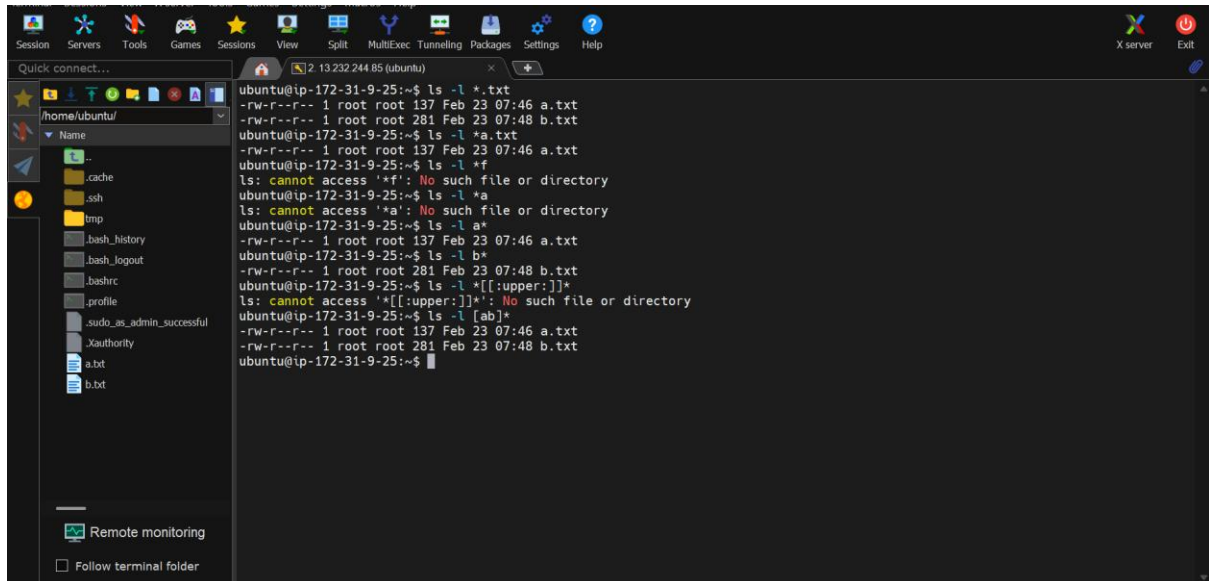 Session Servers Tools Games Sessions View Split MultiExec Tunneling Packages Settings Help X server Exit
Quick connect...
2. 13.232.244.85 (ubuntu)
/home/ubuntu/
Name
..
.cache
.ssh
tmp
.bash_history
.bash_logout
.bashrc
.profile
.sudo_as_admin_successful
.Xauthority
a.txt
b.txt
Remote monitoring
Follow terminal folder
ubuntu@ip-172-31-9-25:~$ ls -l *.txt
-rw-r--r-- 1 root root 137 Feb 23 07:46 a.txt
-rw-r--r-- 1 root root 281 Feb 23 07:48 b.txt
ubuntu@ip-172-31-9-25:~$ ls -l *a.txt
-rw-r--r-- 1 root root 137 Feb 23 07:46 a.txt
ubuntu@ip-172-31-9-25:~$ ls -l *f
ls: cannot access '*f': No such file or directory
ubuntu@ip-172-31-9-25:~$ ls -l *a
ls: cannot access '*a': No such file or directory
ubuntu@ip-172-31-9-25:~$ ls -l a*
-rw-r--r-- 1 root root 137 Feb 23 07:46 a.txt
ubuntu@ip-172-31-9-25:~$ ls -l b*
-rw-r--r-- 1 root root 281 Feb 23 07:48 b.txt
ubuntu@ip-172-31-9-25:~$ ls -l *[[:upper:]]*
ls: cannot access '*[[:upper:]]*': No such file or directory
ubuntu@ip-172-31-9-25:~$ ls -l [ab]*
-rw-r--r-- 1 root root 137 Feb 23 07:46 a.txt
-rw-r--r-- 1 root root 281 Feb 23 07:48 b.txt
ubuntu@ip-172-31-9-25:~$